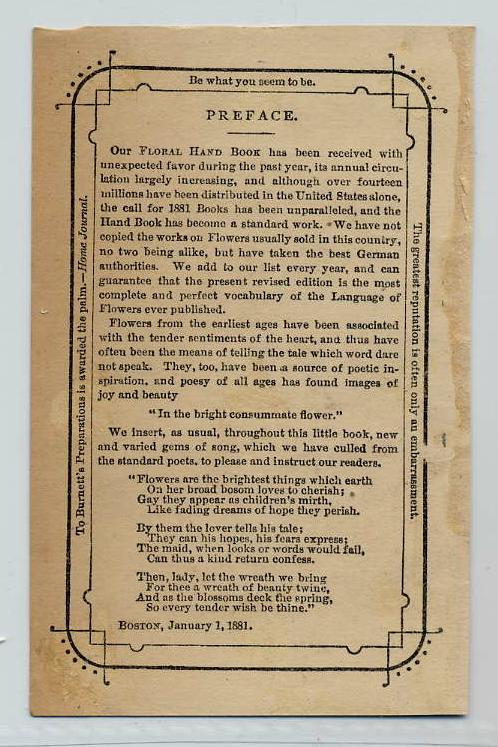 Be what you seem to be.
PREFACE.
Our Floral Hand Book has been received with
unexpected favor during the past year, its annual circu-
lation largely increasing, and although over fourteen
millions have been distributed in the United States alone,
the call for 1881 Books has been unparalleled, and the
Hand Book has become a standard work. We have not
copied the works on Flowers usually sold in this country,
no two being alike, but have taken the best German
authorities. We add to our list every year, and can
guarantee that the present revised edition is the most
complete and perfect vocabulary of the Language of
Flowers ever published.
Flowers from the earliest ages have been associated
with the tender sentiments of the heart, and thus have
often been the means of telling the tale which word dare
not speak. They, too, have been a source of poetic in-
spiration, and poesy of all ages has found images of
joy and beauty
"In the bright consummate flower."
We insert, as usual, throughout this little book, new
and varied gems of song, which we have culled from
the standard poets, to please and instruct our readers.
"Flowers are the brightest things which earth
On her broad bosom loves to cherish;
Gay they appear as children's mirth,
Like fading dreams of hope they perish.
By them the lover tells his tale;
They can his hopes, his fears express;
The maid, when looks or words would fail,
Can thus a kind return confess.
Then, lady, let the wreath we bring
For thee a wreath of beauty twine,
And as the blossoms deck the spring,
So every tender wish be thine."
Boston, January 1, 1881.
To Burnett's Preparations is awarded the palm.—Home Journal.
The greatest reputation is often only an embarrassment.